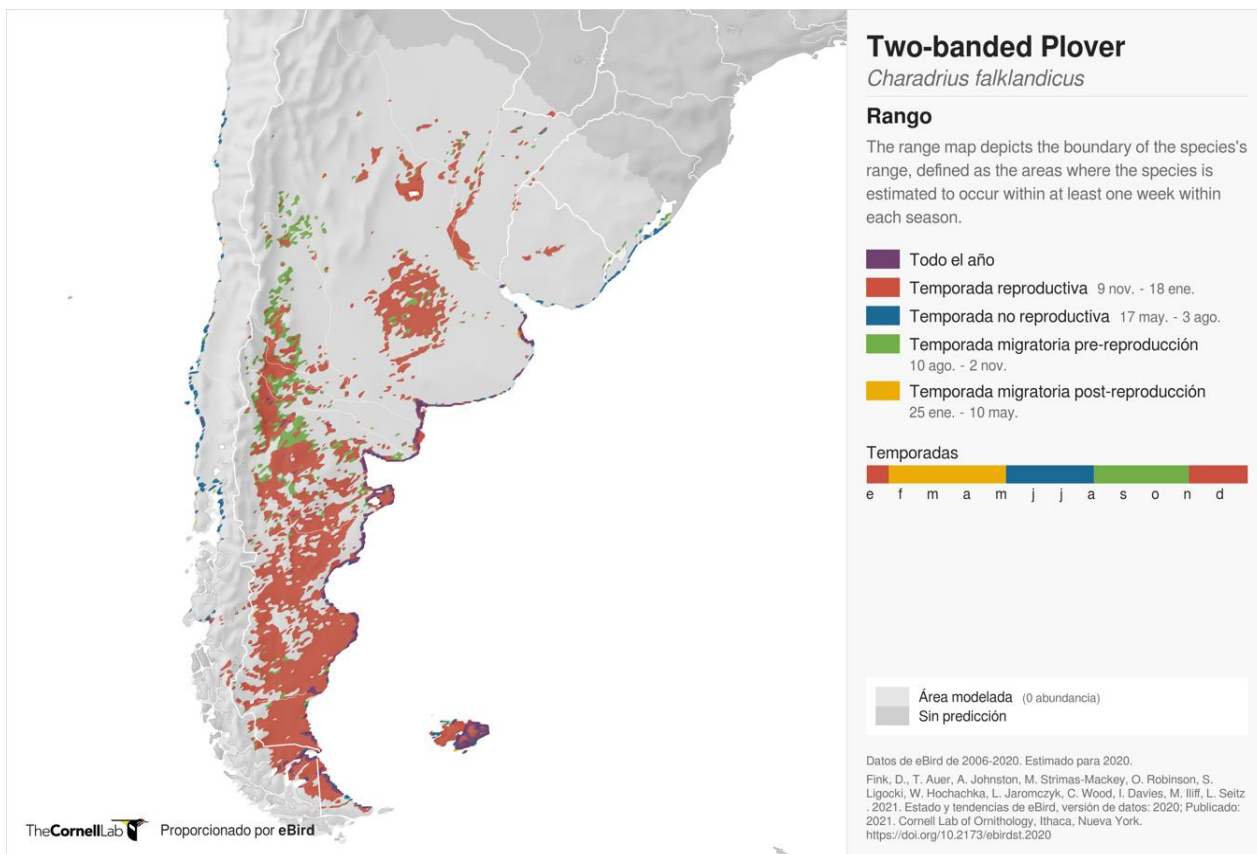 Two-banded Plover
Charadrius falklandicus
Rango
The range map depicts the boundary of the species's
range, defined as the areas where the species is
estimated to occur within at least one week within
each season.
Todo el año
Temporada reproductiva 9 nov. - 18 ene.
Temporada no reproductiva 17 may. - 3 ago.
Temporada migratoria pre-reproducción
10 ago. - 2 nov.
Temporada migratoria post-reproducción
25 ene. - 10 may.
Temporadas
e f m a m j j a s o n d
Área modelada (0 abundancia)
Sin predicción
Datos de eBird de 2006-2020. Estimado para 2020.
Fink, D., T. Auer, A. Johnston, M. Strimas-Mackey, O. Robinson, S.
Ligocki, W. Hochachka, L. Jaromczyk, C. Wood, I. Davies, M. Iliff, L. Seitz
. 2021. Estado y tendencias de eBird, versión de datos: 2020; Publicado:
2021. Cornell Lab of Ornithology, Ithaca, Nueva York.
https://doi.org/10.2173/ebirdst.2020
TheCornellLab Proporcionado por eBird